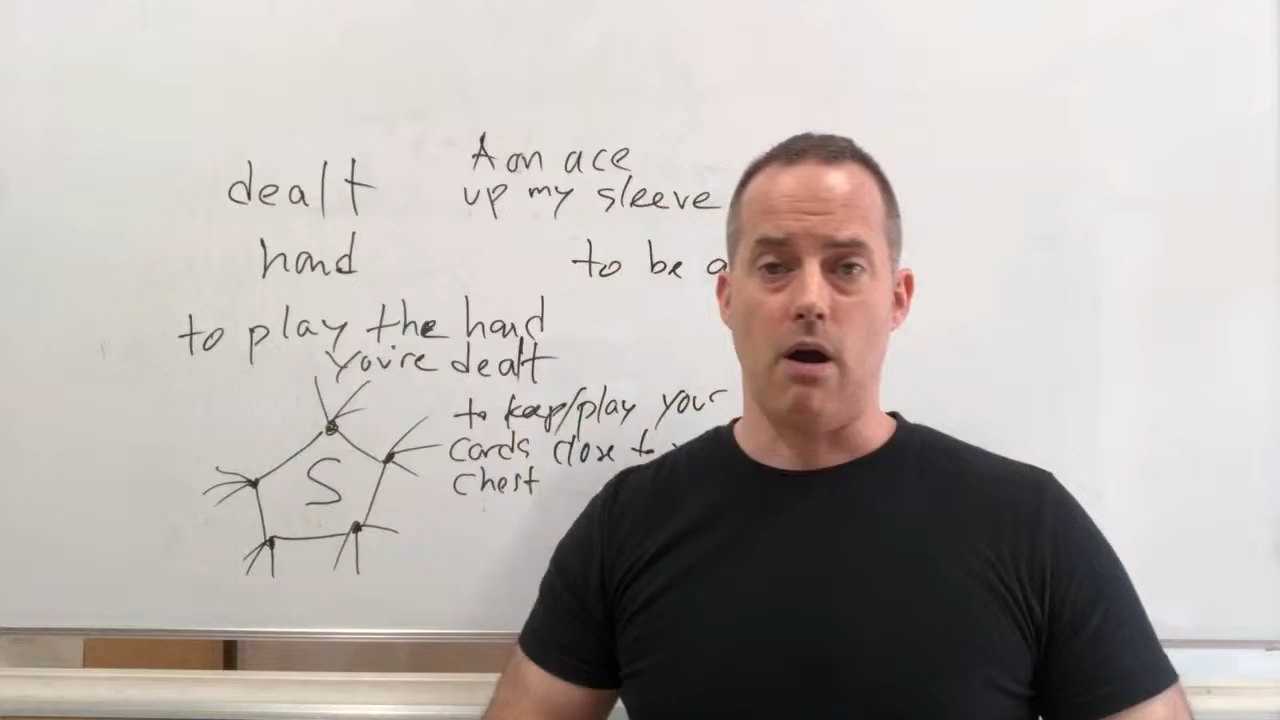 dealt
hand
to play the hand
you're dealt
A on ace
up my sleeve
to be a
to keep/play your
cards close to
chest
S